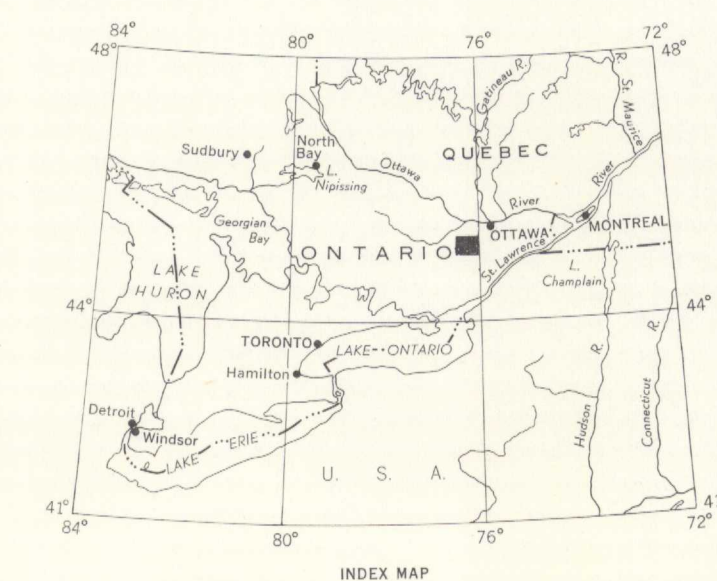 84°
80°
76°
72°
48°
48°
Gatineau R.
R.
St. Maurice
Sudbury
North
Bay
L.
Nipissing
Ottawa
QUEBEC
River
River
Georgian
Bay
OTTAWA
MONTREAL
ONTARIO
St. Lawrence
LAKE
HURON
L.
Champlain
44°
44°
TORONTO
LAKE ONTARIO
Hamilton
R.
R.
Detroit
Windsor
LAKE ERIE
Hudson
Connecticut
U. S. A.
41°
41
84°
80°
76°
72°
INDEX MAP